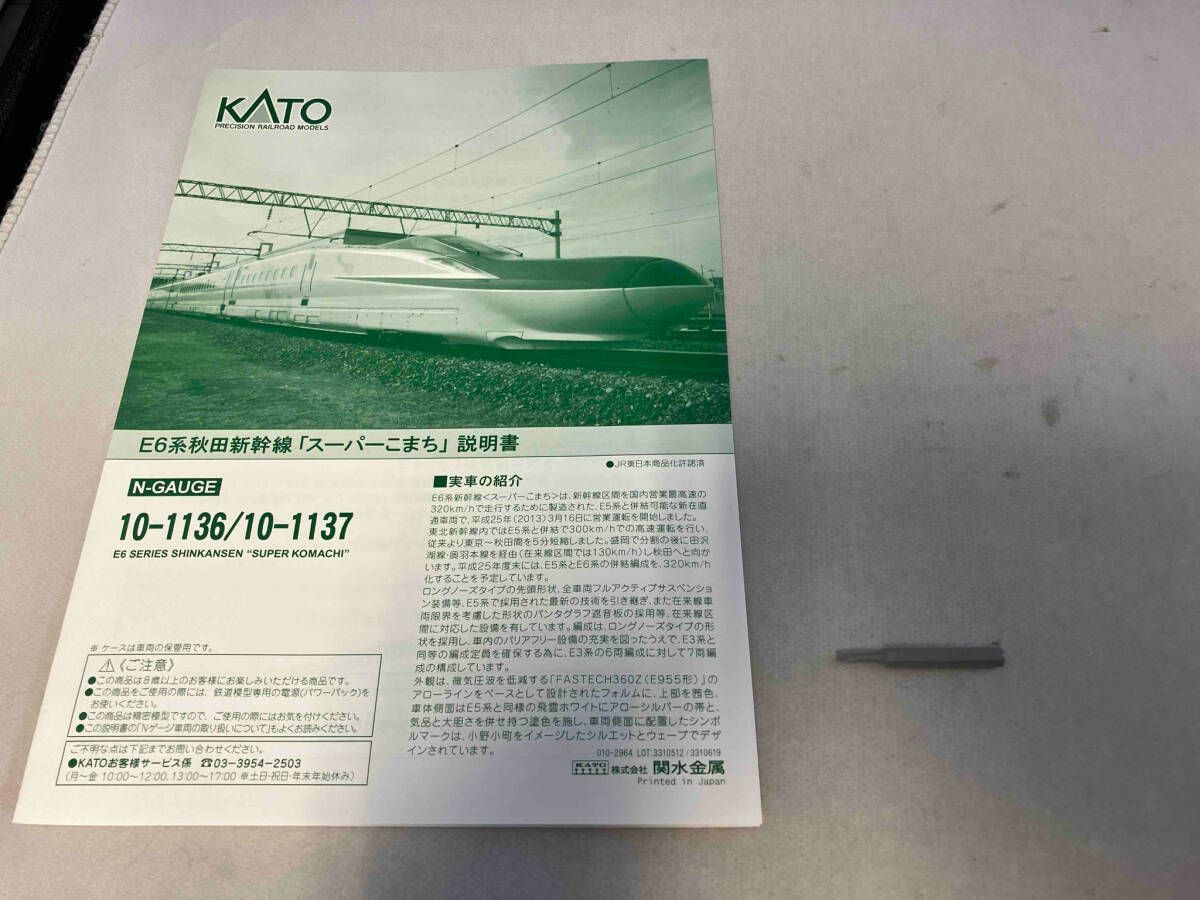 KATO
PRECISION RAILROAD MODELS
E6系秋田新幹線「スーパーこまち」説明書
●JR東日本商品化許諾済
N-GAUGE
10-1136/10-1137
E6 SERIES SHINKANSEN "SUPER KOMACHI"
※ ケースは車両の保管用です。
⚠〈ご注意〉
●この商品は8歳以上のお客様にお楽しみいただける商品です。
●この商品をご使用の際には、鉄道模型専用の電源(パワーパック)を
お使いください。
●この商品は精密模型ですので、ご使用の際にはお気を付けください。
●この説明書の「Nゲージ車両の取り扱いについて」もよくお読みください。
ご不明な点は下記までお問い合わせください。
●KATOお客様サービス係 ☎03-3954-2503
(月〜金 10:00〜12:00、13:00〜17:00 ※土日・祝日・年末年始休み)
■実車の紹介
E6系新幹線<スーパーこまち>は、新幹線区間を国内営業最高速の
320km/hで走行するために製造された、E5系と併結可能な新在直
通車両で、平成25年(2013)3月16日に営業運転を開始しました。
東北新幹線内ではE5系と併結で300km/hでの高速運転を行い、
従来より東京〜秋田間を5分短縮しました。盛岡で分割の後に田沢
湖線・奥羽本線を経由(在来線区間では130km/h)し秋田へと向か
います。平成25年度末には、E5系とE6系の併結編成を、320km/h
化することを予定しています。
ロングノーズタイプの先頭形状、全車両フルアクティブサスペンショ
ン装備等、E5系で採用された最新の技術を引き継ぎ、また在来線車
両限界を考慮した形状のパンタグラフ遮音板の採用等、在来線区
間に対応した設備を有しています。編成は、ロングノーズタイプの形
状を採用し、車内のバリアフリー設備の充実を図ったうえで、E3系と
同等の編成定員を確保する為に、E3系の6両編成に対して7両編
成の構成しています。
外観は、微気圧波を低減する「FASTECH360Z(E955形)」の
アローラインをベースとして設計されたフォルムに、上部を茜色、
車体側面はE5系と同様の飛雲ホワイトにアローシルバーの帯と、
気品と大胆さを併せ持つ塗色を施し、車両側面に配置したシンボ
ルマークは、小野小町をイメージしたシルエットとウェーブでデザ
インされています。
010-2964 LOT:3310512/3310619
KATO 株式会社 関水金属
Printed in Japan